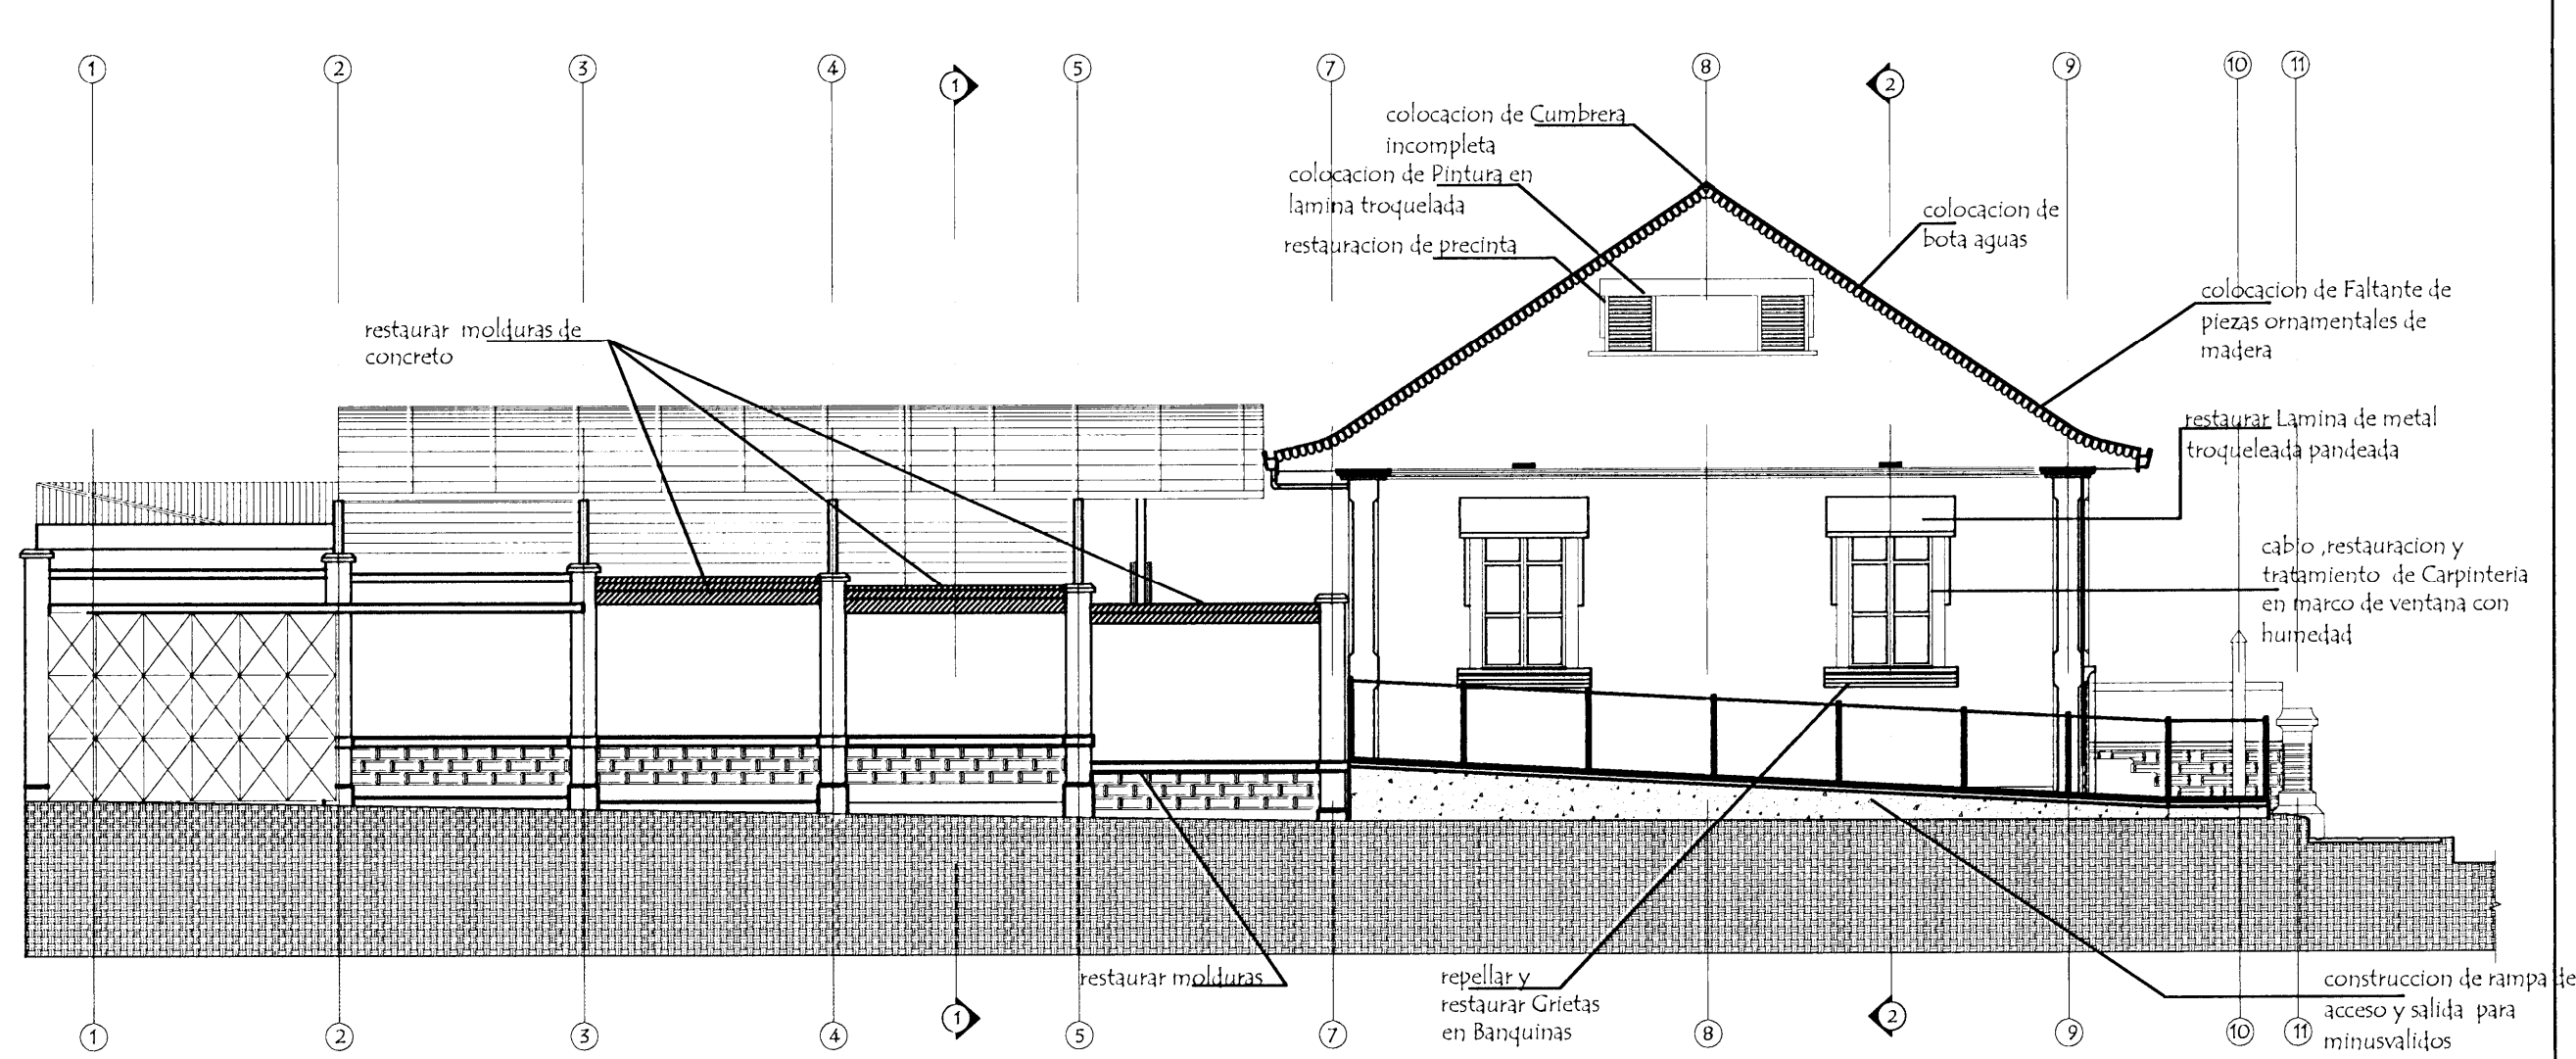 1 2 3 4 1 5 7 8 2 9 10 11
colocacion de Cumbrera
incompleta
colocacion de Pintura en
lamina troquelada
restauracion de precinta
colocacion de
bota aguas
colocacion de Faltante de
piezas ornamentales de
madera
restaurar molduras de
concreto
restaurar Lamina de metal
troqueleada pandeada
cabio ,restauracion y
tratamiento de Carpinteria
en marco de ventana con
humedad
restaurar molduras
repellar y
restaurar Grietas
en Banquinas
construccion de rampa de
acceso y salida para
minusvalidos
1 2 3 4 1 5 7 8 2 9 10 11